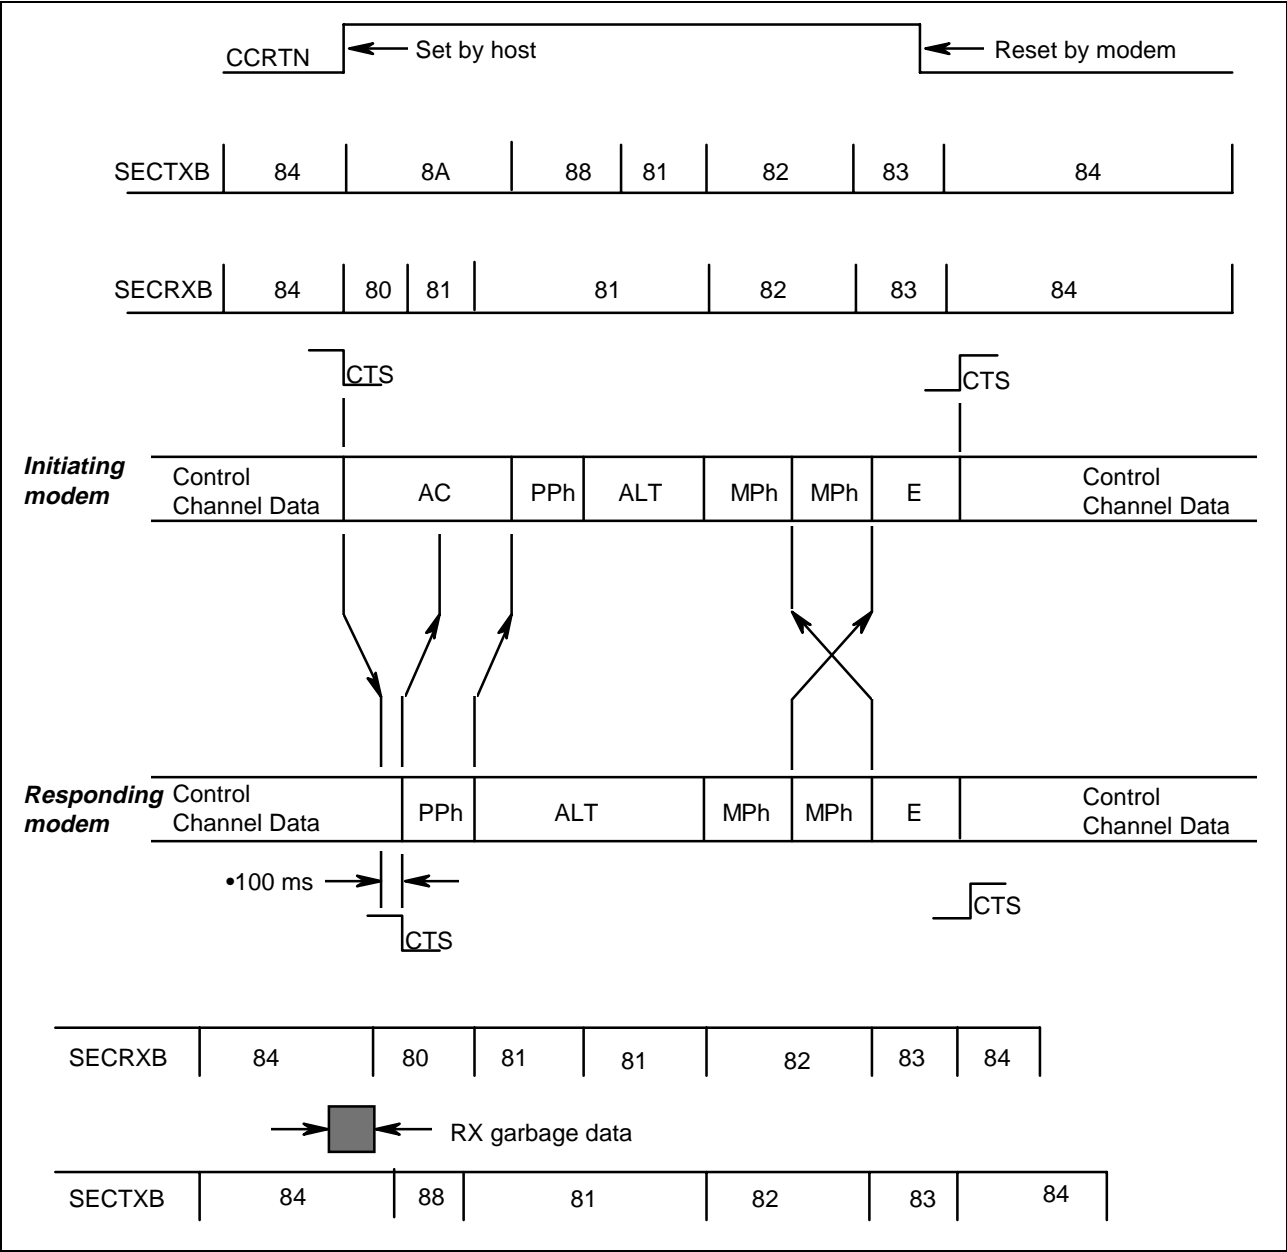 CCRTN
Set by host
Reset by modem
SECTXB 84 8A 88 81 82 83 84
SECRXB 84 80 81 81 82 83 84
CTS
CTS
Initiating
modem
Control
Channel Data
AC PPh ALT MPh MPh E
Control
Channel Data
Responding
modem
Control
Channel Data
PPh ALT MPh MPh E
Control
Channel Data
•100 ms
CTS
CTS
SECRXB 84 80 81 81 82 83 84
RX garbage data
SECTXB 84 88 81 82 83 84